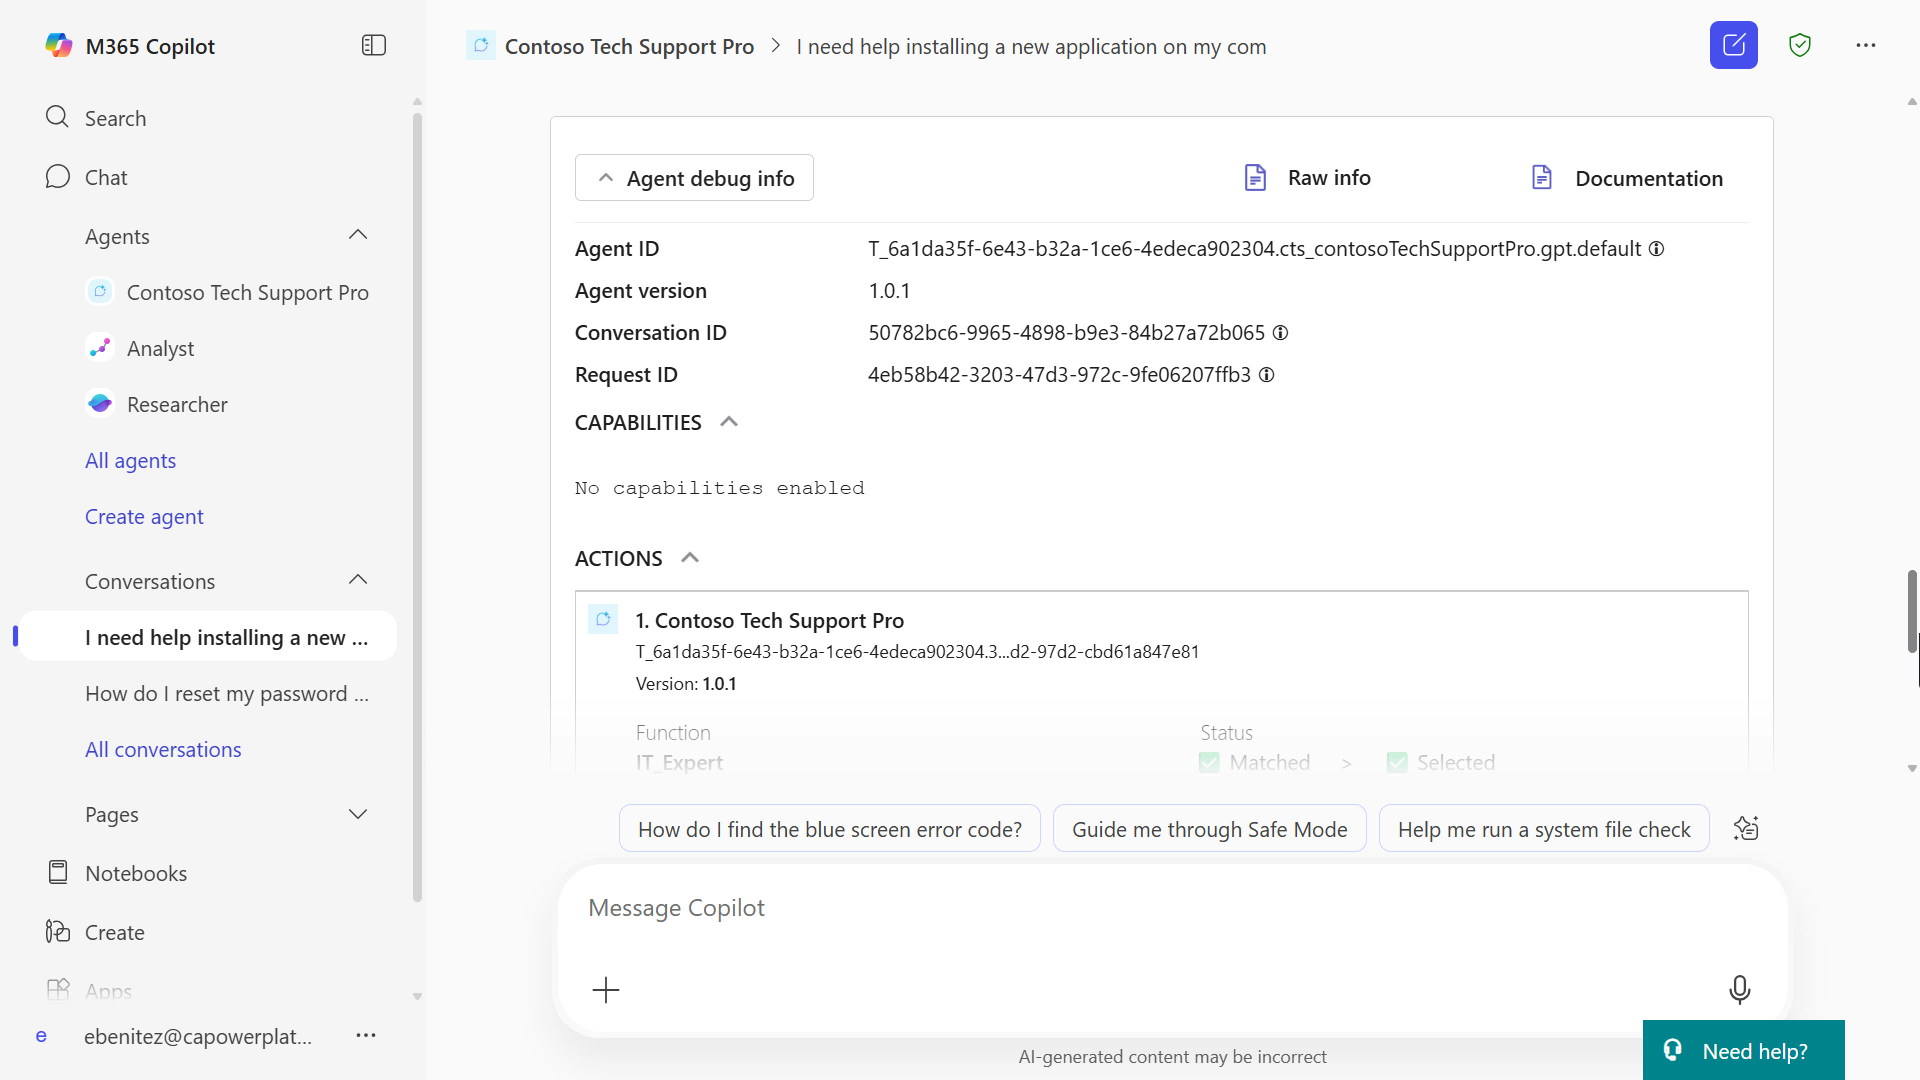 M365 Copilot
Search
Chat
Agents
Contoso Tech Support Pro
Analyst
Researcher
All agents
Create agent
Conversations
I need help installing a new ...
How do I reset my password ...
All conversations
Pages
Notebooks
Create
Apps
e
ebenitez@capowerplat...
Contoso Tech Support Pro > I need help installing a new application on my com
Agent debug info
Raw info
Documentation
Agent ID T_6a1da35f-6e43-b32a-1ce6-4edeca902304.cts_contosoTechSupportPro.gpt.default
Agent version 1.0.1
Conversation ID 50782bc6-9965-4898-b9e3-84b27a72b065
Request ID 4eb58b42-3203-47d3-972c-9fe06207ffb3
CAPABILITIES
No capabilities enabled
ACTIONS
1. Contoso Tech Support Pro
T_6a1da35f-6e43-b32a-1ce6-4edeca902304.3...d2-97d2-cbd61a847e81
Version: 1.0.1
Function Status
IT_Expert Matched > Selected
How do I find the blue screen error code?
Guide me through Safe Mode
Help me run a system file check
Message Copilot
AI-generated content may be incorrect
Need help?